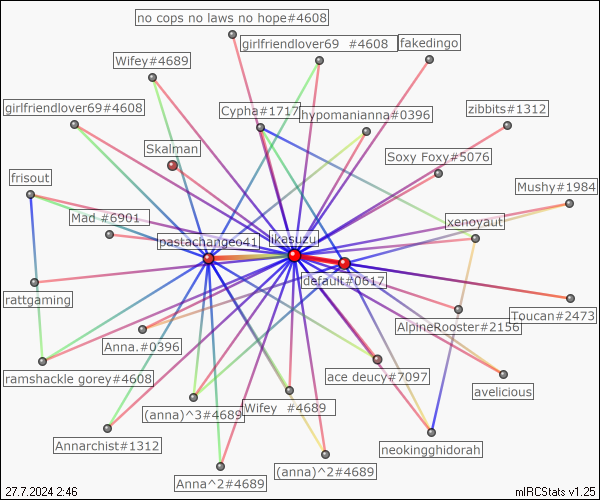 no cops no laws no hope#4608
girlfriendlover69 #4608
fakedingo
Wifey#4689
girlfriendlover69#4608
Cypha#1717
hypomanianna#0396
zibbits#1312
Skalman
Soxy Foxy#5076
frisout
Mushy#1984
Mad #6901
xenoyaut
pastachangeo41
ikasuzu
default#0617
rattgaming
Toucan#2473
AlpineRooster#2156
Anna.#0396
ramshackle gorey#4608
ace deucy#7097
avelicious
(anna)^3#4689
Wifey #4689
Annarchist#1312
neokingghidorah
(anna)^2#4689
Anna^2#4689
27.7.2024 2:46
mIRCStats v1.25